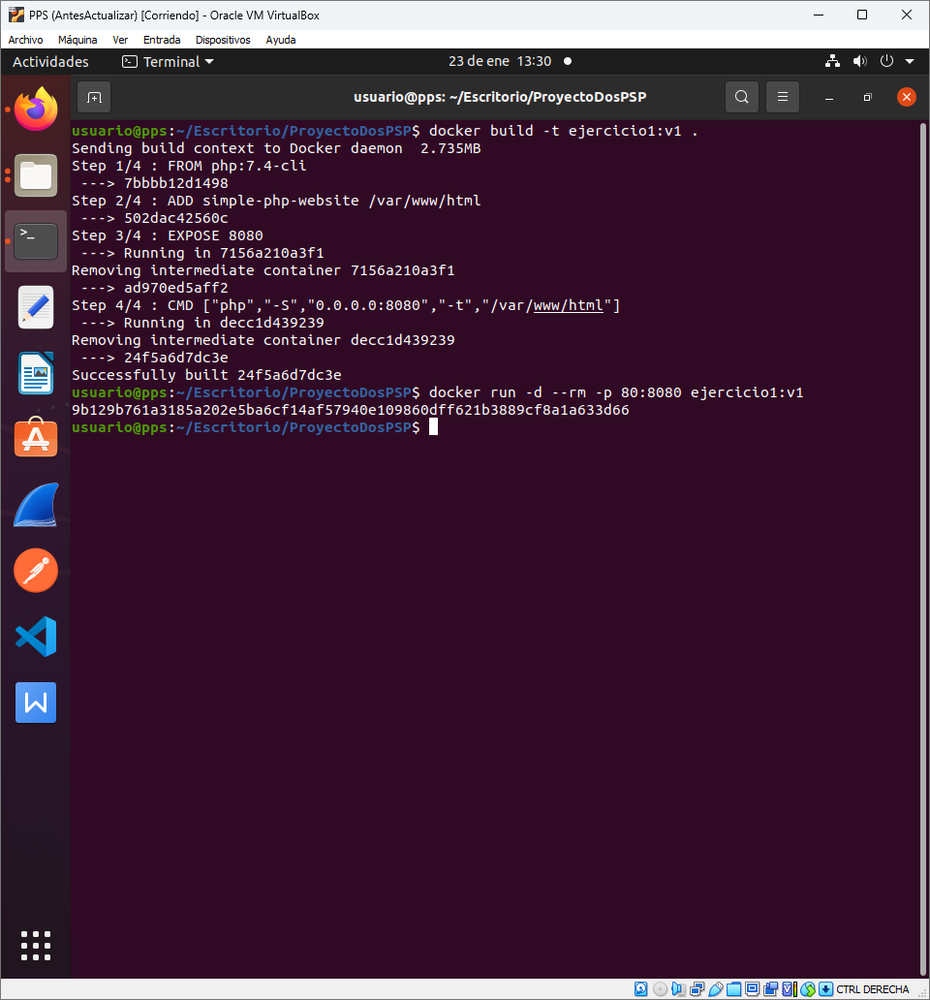 PPS (AntesActualizar) [Corriendo] - Oracle VM VirtualBox
Archivo Máquina Ver Entrada Dispositivos Ayuda
Actividades Terminal 23 de ene 13:30
usuario@pps: ~/Escritorio/ProyectoDosPSP
usuario@pps:~/Escritorio/ProyectoDosPSP$ docker build -t ejercicio1:v1 .
Sending build context to Docker daemon  2.735MB
Step 1/4 : FROM php:7.4-cli
 ---> 7bbbb12d1498
Step 2/4 : ADD simple-php-website /var/www/html
 ---> 502dac42560c
Step 3/4 : EXPOSE 8080
 ---> Running in 7156a210a3f1
Removing intermediate container 7156a210a3f1
 ---> ad970ed5aff2
Step 4/4 : CMD ["php","-S","0.0.0.0:8080","-t","/var/www/html"]
 ---> Running in decc1d439239
Removing intermediate container decc1d439239
 ---> 24f5a6d7dc3e
Successfully built 24f5a6d7dc3e
usuario@pps:~/Escritorio/ProyectoDosPSP$ docker run -d --rm -p 80:8080 ejercicio1:v1
9b129b761a3185a202e5ba6cf14af57940e109860dff621b3889cf8a1a633d66
usuario@pps:~/Escritorio/ProyectoDosPSP$
CTRL DERECHA